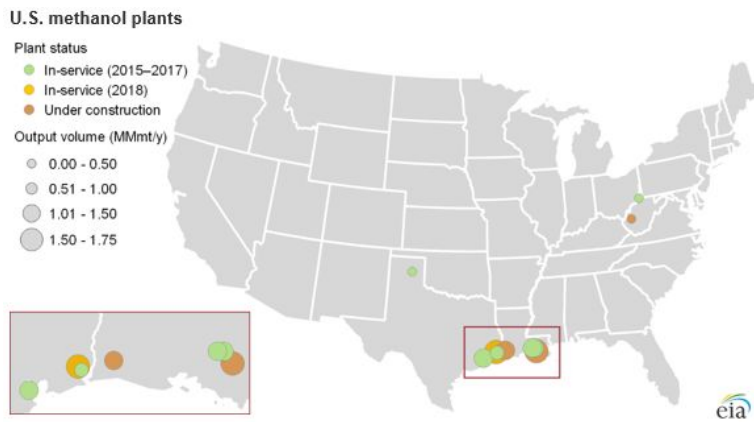 U.S. methanol plants
Plant status
In-service (2015–2017)
In-service (2018)
Under construction
Output volume (MMmt/y)
0.00 - 0.50
0.51 - 1.00
1.01 - 1.50
1.50 - 1.75
eia